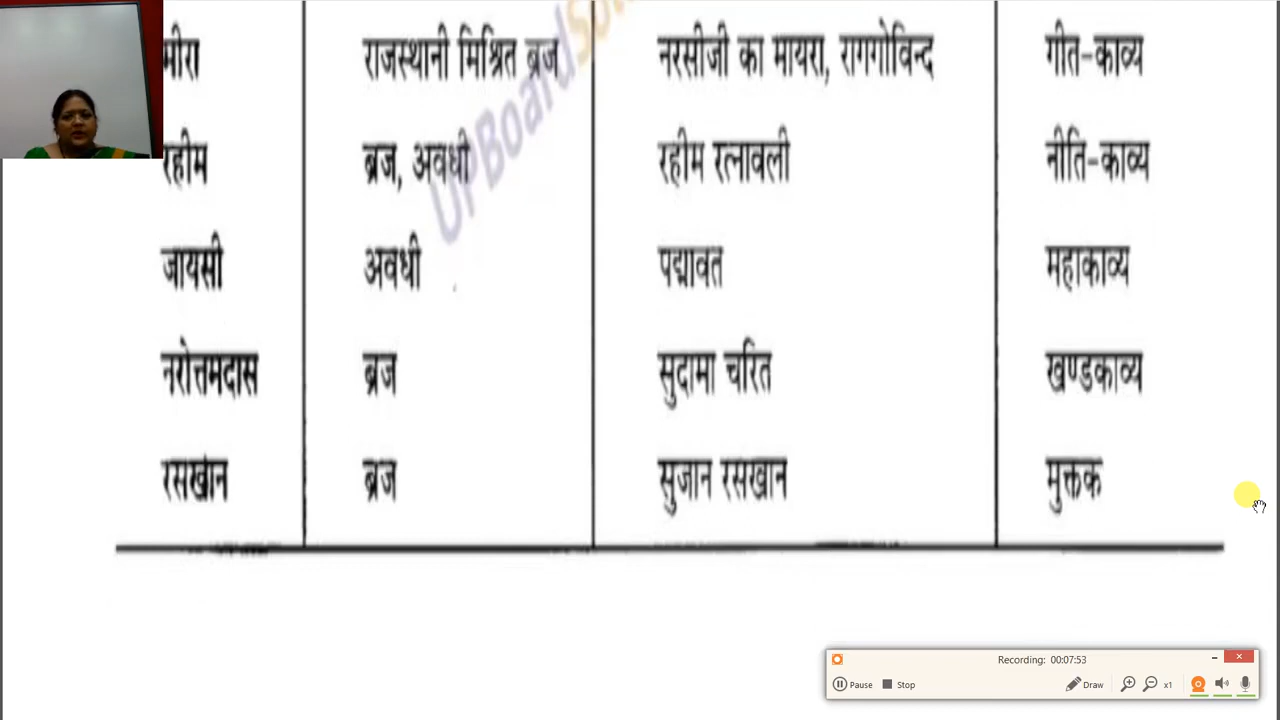 मीरा राजस्थानी मिश्रित ब्रज नरसीजी का मायरा, रागगोविन्द गीत-काव्य
रहीम ब्रज, अवधी रहीम रत्नावली नीति-काव्य
जायसी अवधी पद्मावत महाकाव्य
नरोत्तमदास ब्रज सुदामा चरित खण्डकाव्य
रसखान ब्रज सुजान रसखान मुक्तक
UPBoardSo
Recording: 00:07:53
Pause Stop Draw x1